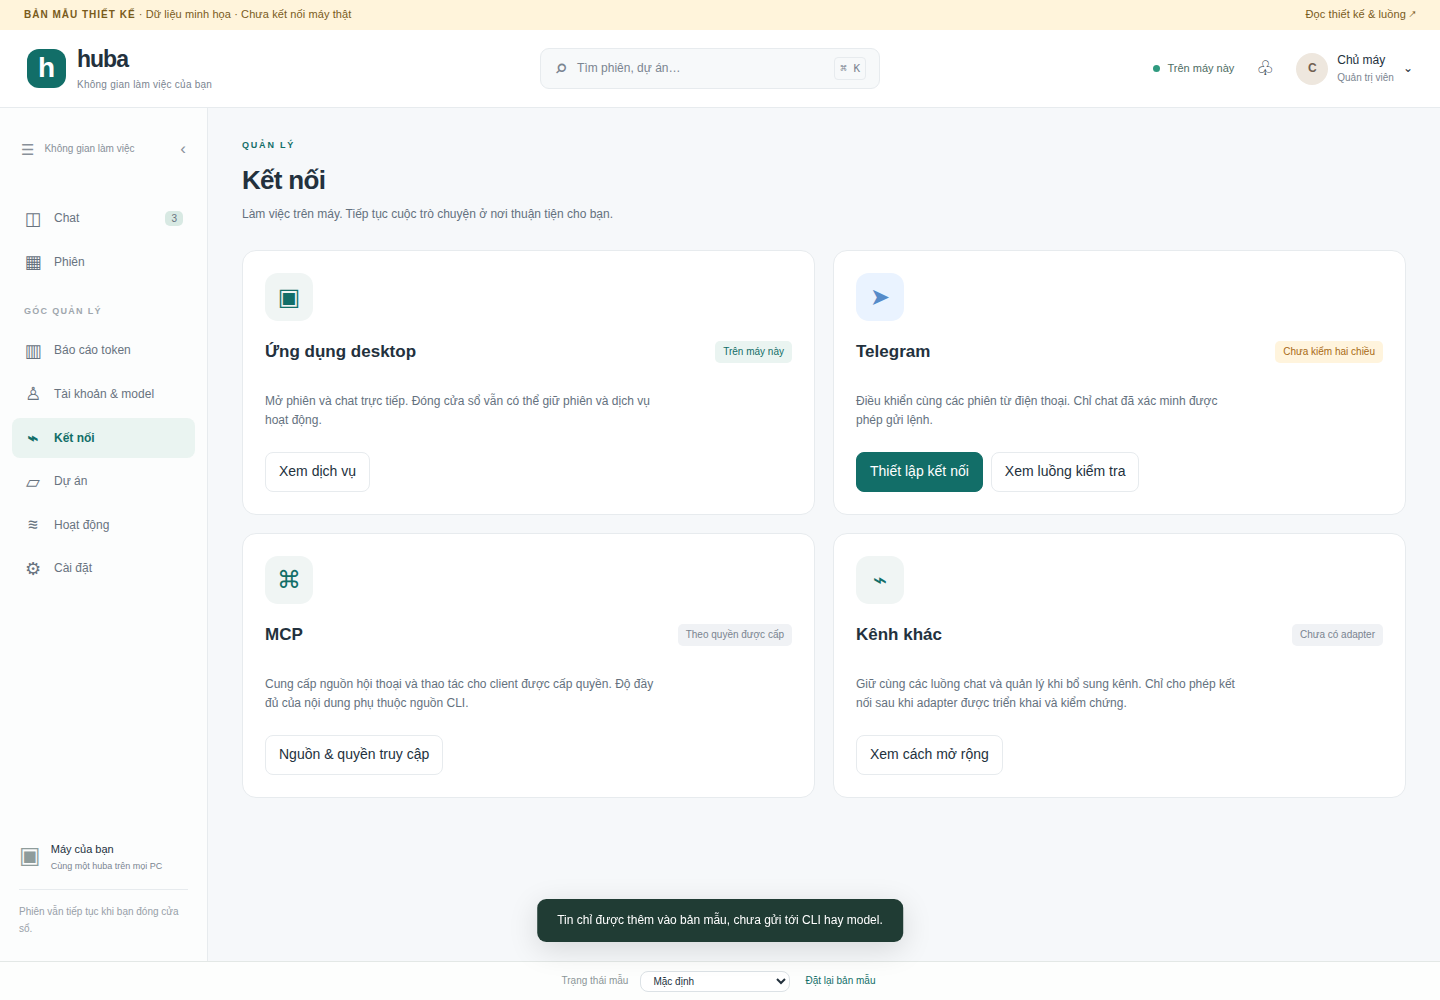 BẢN MẪU THIẾT KẾ · Dữ liệu minh họa · Chưa kết nối máy thật
Đọc thiết kế & luồng ↗
h
huba
Không gian làm việc của bạn
Tìm phiên, dự án…
⌘ K
Trên máy này
C
Chủ máy
Quản trị viên
Không gian làm việc
Chat
3
Phiên
GÓC QUẢN LÝ
Báo cáo token
Tài khoản & model
Kết nối
Dự án
Hoạt động
Cài đặt
Máy của bạn
Cùng một huba trên mọi PC
Phiên vẫn tiếp tục khi bạn đóng cửa
sổ.
QUẢN LÝ
Kết nối
Làm việc trên máy. Tiếp tục cuộc trò chuyện ở nơi thuận tiện cho bạn.
Ứng dụng desktop
Trên máy này
Mở phiên và chat trực tiếp. Đóng cửa sổ vẫn có thể giữ phiên và dịch vụ
hoạt động.
Xem dịch vụ
Telegram
Chưa kiểm hai chiều
Điều khiển cùng các phiên từ điện thoại. Chỉ chat đã xác minh được
phép gửi lệnh.
Thiết lập kết nối
Xem luồng kiểm tra
⌘
MCP
Theo quyền được cấp
Cung cấp nguồn hội thoại và thao tác cho client được cấp quyền. Độ đầy
đủ của nội dung phụ thuộc nguồn CLI.
Nguồn & quyền truy cập
Kênh khác
Chưa có adapter
Giữ cùng các luồng chat và quản lý khi bổ sung kênh. Chỉ cho phép kết
nối sau khi adapter được triển khai và kiểm chứng.
Xem cách mở rộng
Tin chỉ được thêm vào bản mẫu, chưa gửi tới CLI hay model.
Trạng thái mẫu
Mặc định
Đặt lại bản mẫu